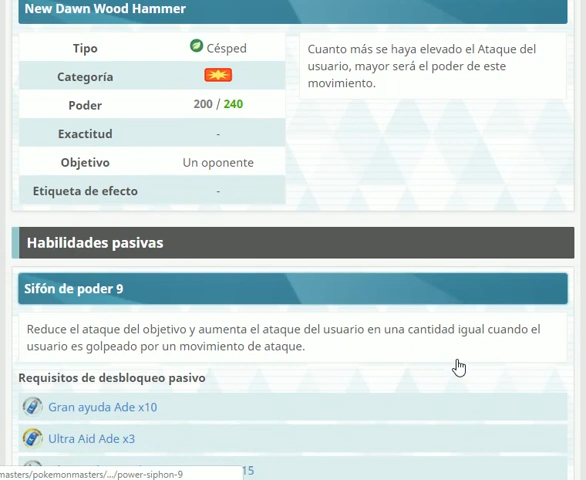 New Dawn Wood Hammer
Tipo Césped
Categoría
Poder 200 / 240
Exactitud -
Objetivo Un oponente
Etiqueta de efecto -
Cuanto más se haya elevado el Ataque del
usuario, mayor será el poder de este
movimiento.
Habilidades pasivas
Sifón de poder 9
Reduce el ataque del objetivo y aumenta el ataque del usuario en una cantidad igual cuando el
usuario es golpeado por un movimiento de ataque.
Requisitos de desbloqueo pasivo
Gran ayuda Ade x10
Ultra Aid Ade x3
masters/pokemonmasters/.../power-siphon-9 15